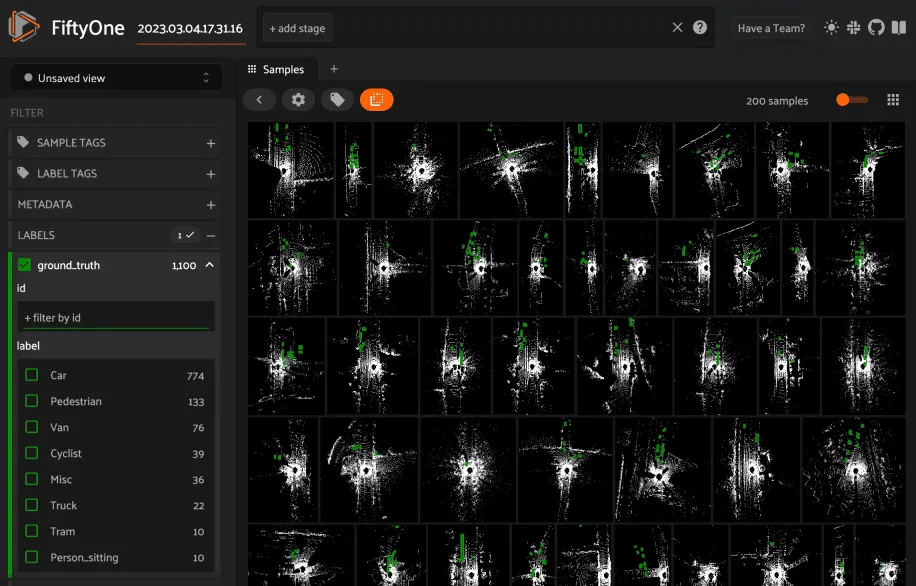 FiftyOne
2023.03.04.17.31.16
+ add stage
Have a Team?
Unsaved view
Samples
FILTER
200 samples
SAMPLE TAGS
LABEL TAGS
METADATA
LABELS
1
ground_truth
1,100
id
+ filter by id
label
Car 774
Pedestrian 133
Van 76
Cyclist 39
Misc 36
Truck 22
Tram 10
Person_sitting 10